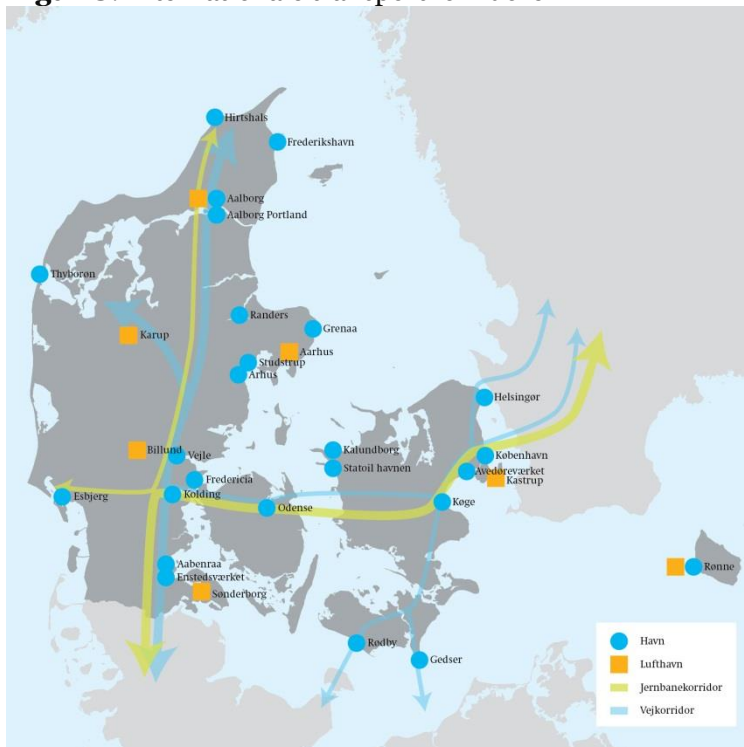 Hirtshals
Frederikshavn
Aalborg
Aalborg Portland
Thyborøn
Randers
Grenaa
Karup
Aarhus
Studstrup
Århus
Helsingør
Billund
Vejle
Kalundborg
København
Statoil havnen
Avedøreværket
Fredericia
Kastrup
Esbjerg
Kolding
Odense
Køge
Aabenraa
Enstedsværket
Rønne
Sønderborg
Rødby
Gedser
Havn
Lufthavn
Jernbanekorridor
Vejkorridor